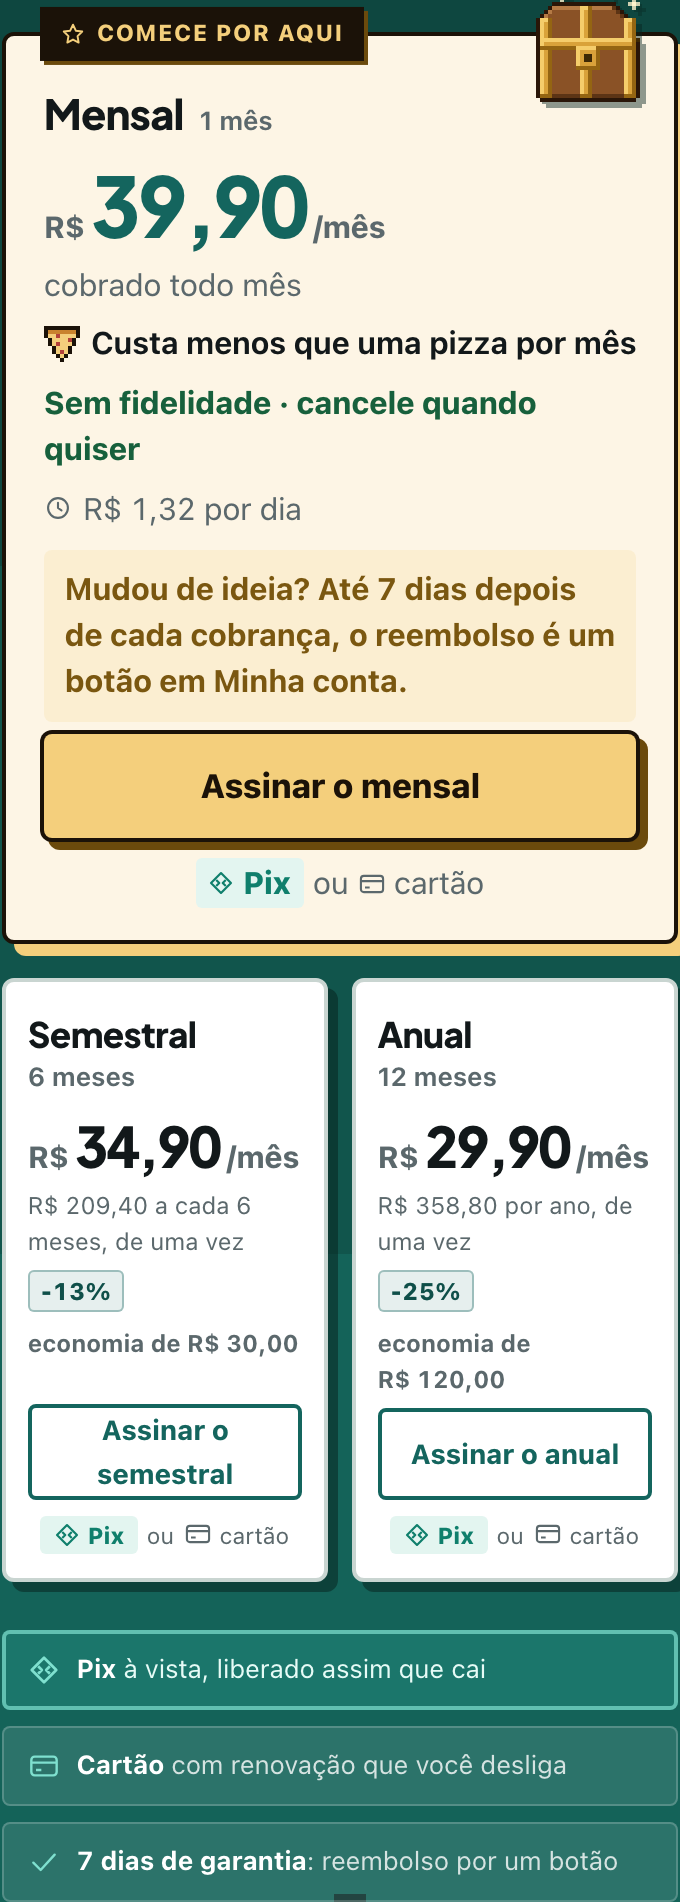 COMECE POR AQUI
Mensal 1 mês
R$ 39,90/mês
cobrado todo mês
Custa menos que uma pizza por mês
Sem fidelidade · cancele quando
quiser
R$ 1,32 por dia
Mudou de ideia? Até 7 dias depois
de cada cobrança, o reembolso é um
botão em Minha conta.
Assinar o mensal
Pix ou cartão
Semestral
6 meses
R$ 34,90/mês
R$ 209,40 a cada 6
meses, de uma vez
-13%
economia de R$ 30,00
Assinar o
semestral
Pix ou cartão
Anual
12 meses
R$ 29,90/mês
R$ 358,80 por ano, de
uma vez
-25%
economia de
R$ 120,00
Assinar o anual
Pix ou cartão
Pix à vista, liberado assim que cai
Cartão com renovação que você desliga
7 dias de garantia: reembolso por um botão